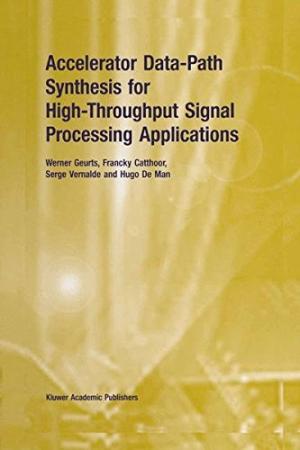 Accelerator Data-Path
Synthesis for
High-Throughput Signal
Processing Applications
Werner Geurts, Francky Catthoor,
Serge Vernalde and Hugo De Man
Kluwer Academic Publishers